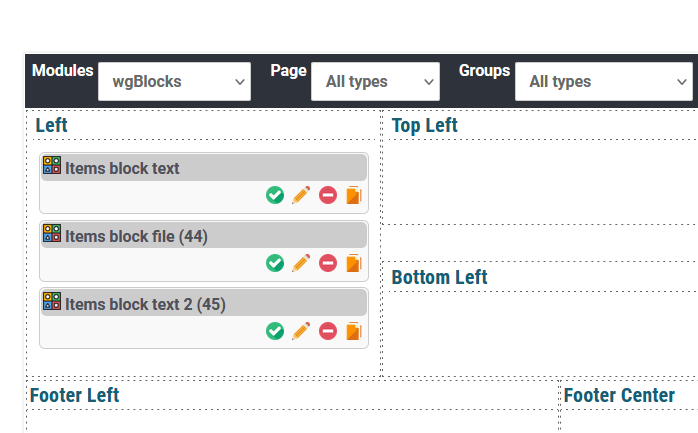 Modules wgBlocks Page All types Groups All types
Left
Top Left
Items block text
Items block file (44)
Bottom Left
Items block text 2 (45)
Footer Left
Footer Center